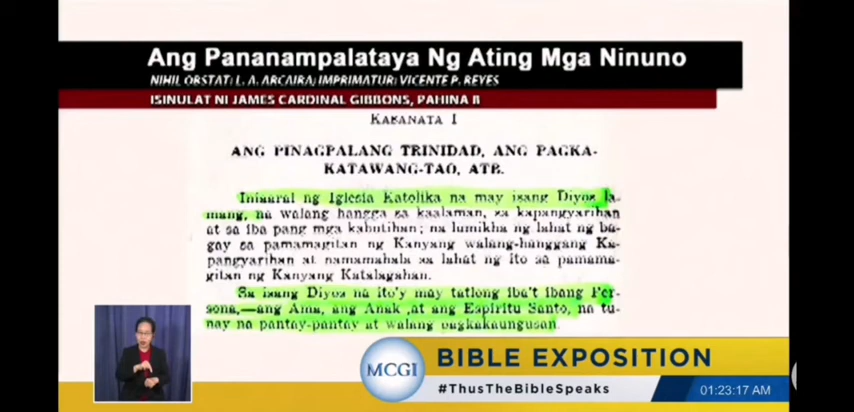 Ang Pananampalataya Ng Ating Mga Ninuno
NIHIL OBSTAT: L. A. ARCAIRA; IMPRIMATUR: VICENTE P. REYES
ISINULAT NI JAMES CARDINAL GIBBONS, PAHINA 8
KABANATA I
ANG PINAGPALANG TRINIDAD, ANG PAGKA-
KATAWANG-TAO, ATB.
Iniaaral ng Iglesia Katolika na may isang Diyos la-
mang, na walang hangga sa kaalaman, sa kapangyarihan
at sa iba pang mga kabutihan; na lumikha ng lahat ng ba-
gay sa pamamagitan ng Kanyang walang-hanggang Ka-
pangyarihan at namamahala sa lahat ng ito sa pamama-
gitan ng Kanyang Katalagahan.
Sa isang Diyos na ito'y may tatlong iba't ibang Per-
sona,—ang Ama, ang Anak ,at ang Espiritu Santo, na tu-
nay na pantay-pantay at walang pagkakaungusan.
MCGI
BIBLE EXPOSITION
#ThusTheBibleSpeaks
01:23:17 AM